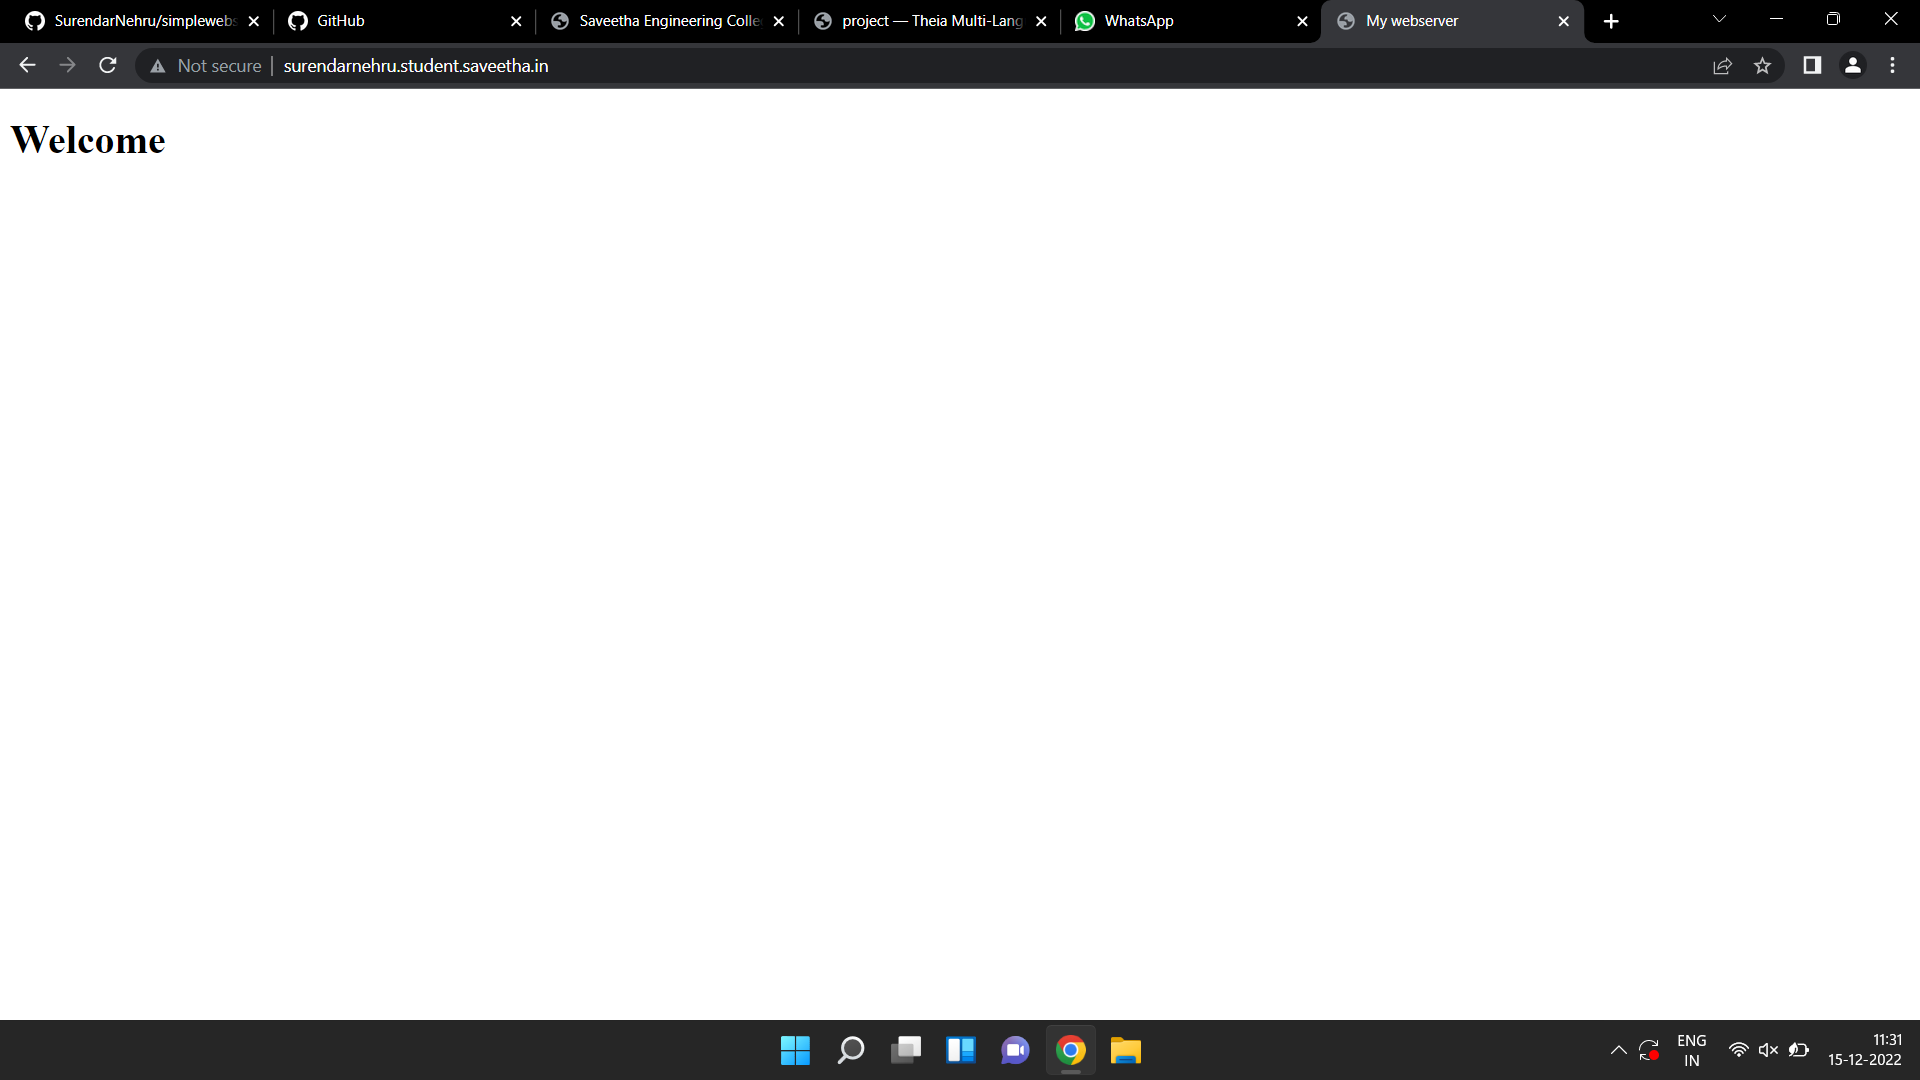 SurendarNehru/simplewebs
GitHub
Saveetha Engineering Colle
project — Theia Multi-Lang
WhatsApp
My webserver
Not secure
surendarnehru.student.saveetha.in
Welcome
ENG
IN
11:31
15-12-2022